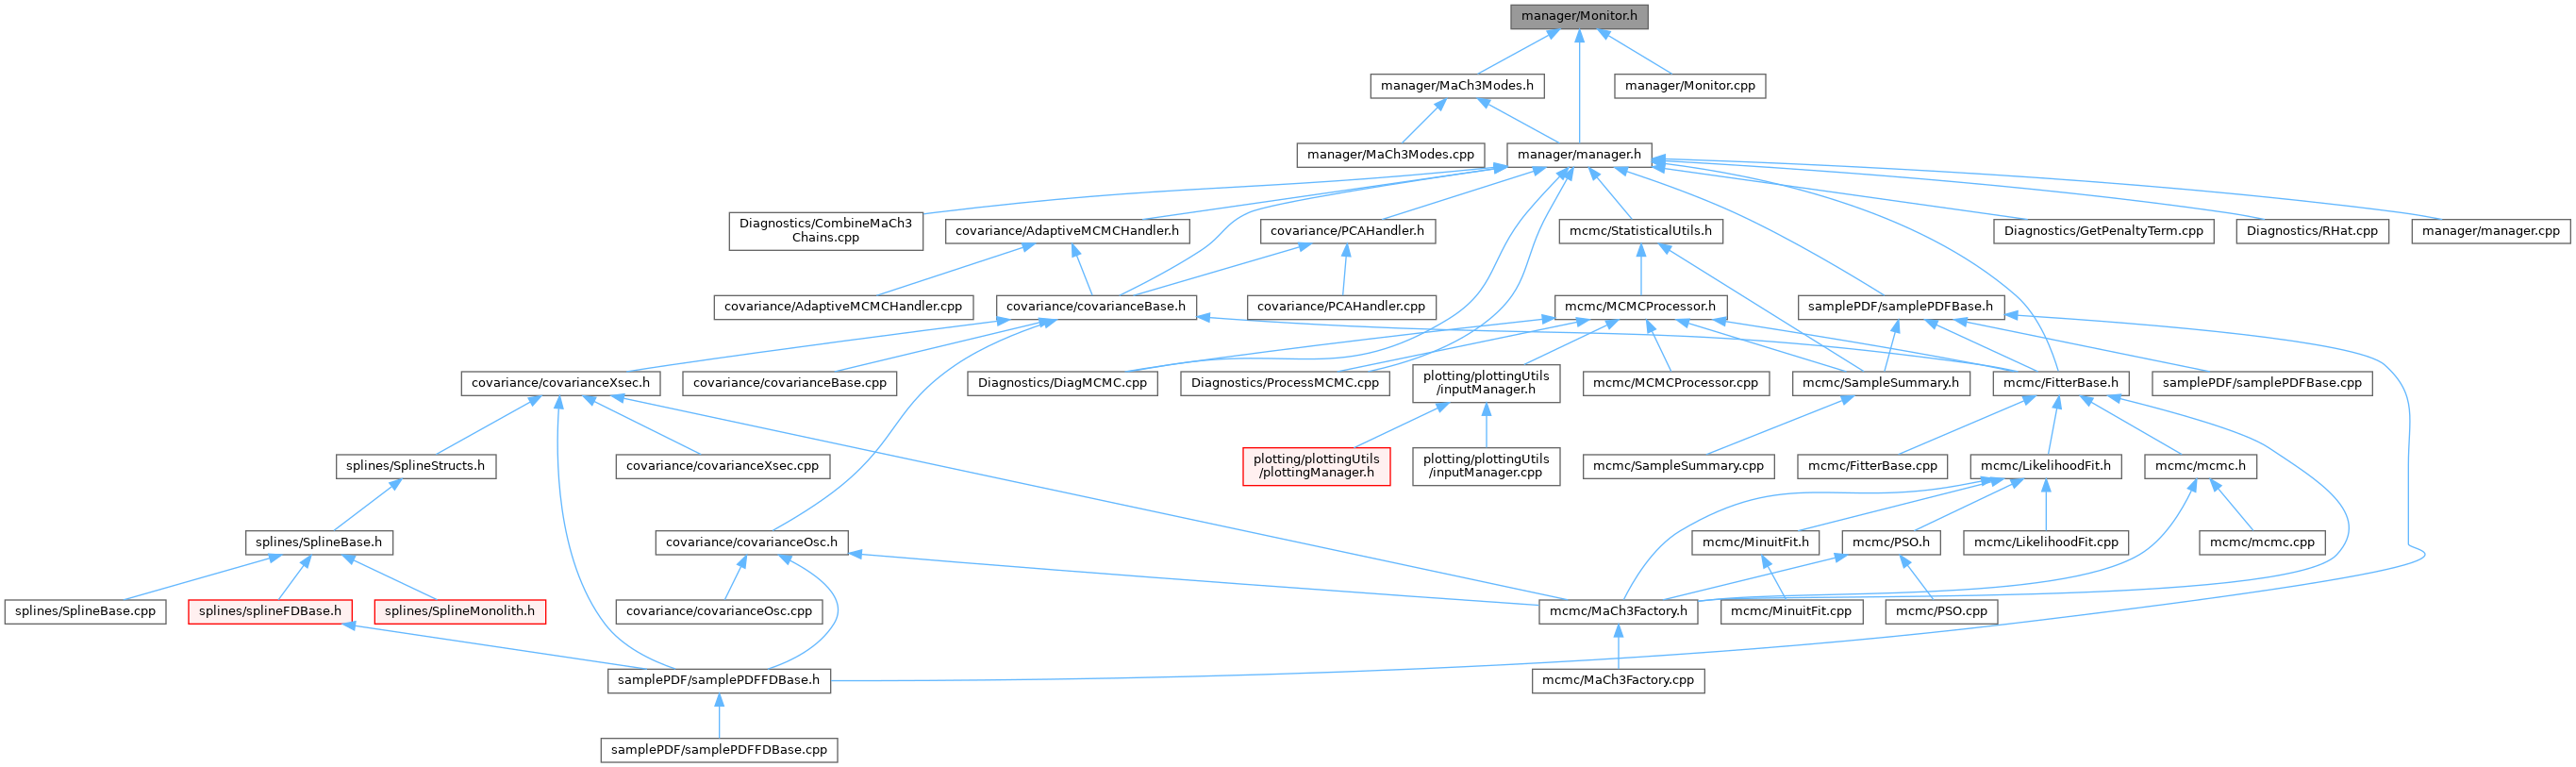 manager/Monitor.h
manager/MaCh3Modes.h
manager/Monitor.cpp
manager/MaCh3Modes.cpp
manager/manager.h
Diagnostics/CombineMaCh3
Chains.cpp
covariance/AdaptiveMCMCHandler.h
covariance/PCAHandler.h
mcmc/StatisticalUtils.h
Diagnostics/GetPenaltyTerm.cpp
Diagnostics/RHat.cpp
manager/manager.cpp
covariance/AdaptiveMCMCHandler.cpp
covariance/covarianceBase.h
covariance/PCAHandler.cpp
mcmc/MCMCProcessor.h
samplePDF/samplePDFBase.h
covariance/covarianceXsec.h
covariance/covarianceBase.cpp
Diagnostics/DiagMCMC.cpp
Diagnostics/ProcessMCMC.cpp
plotting/plottingUtils
/inputManager.h
mcmc/MCMCProcessor.cpp
mcmc/SampleSummary.h
mcmc/FitterBase.h
samplePDF/samplePDFBase.cpp
splines/SplineStructs.h
covariance/covarianceXsec.cpp
plotting/plottingUtils
/plottingManager.h
plotting/plottingUtils
/inputManager.cpp
mcmc/SampleSummary.cpp
mcmc/FitterBase.cpp
mcmc/LikelihoodFit.h
mcmc/mcmc.h
splines/SplineBase.h
covariance/covarianceOsc.h
mcmc/MinuitFit.h
mcmc/PSO.h
mcmc/LikelihoodFit.cpp
mcmc/mcmc.cpp
splines/SplineBase.cpp
splines/splineFDBase.h
splines/SplineMonolith.h
covariance/covarianceOsc.cpp
mcmc/MaCh3Factory.h
mcmc/MinuitFit.cpp
mcmc/PSO.cpp
samplePDF/samplePDFFDBase.h
mcmc/MaCh3Factory.cpp
samplePDF/samplePDFFDBase.cpp